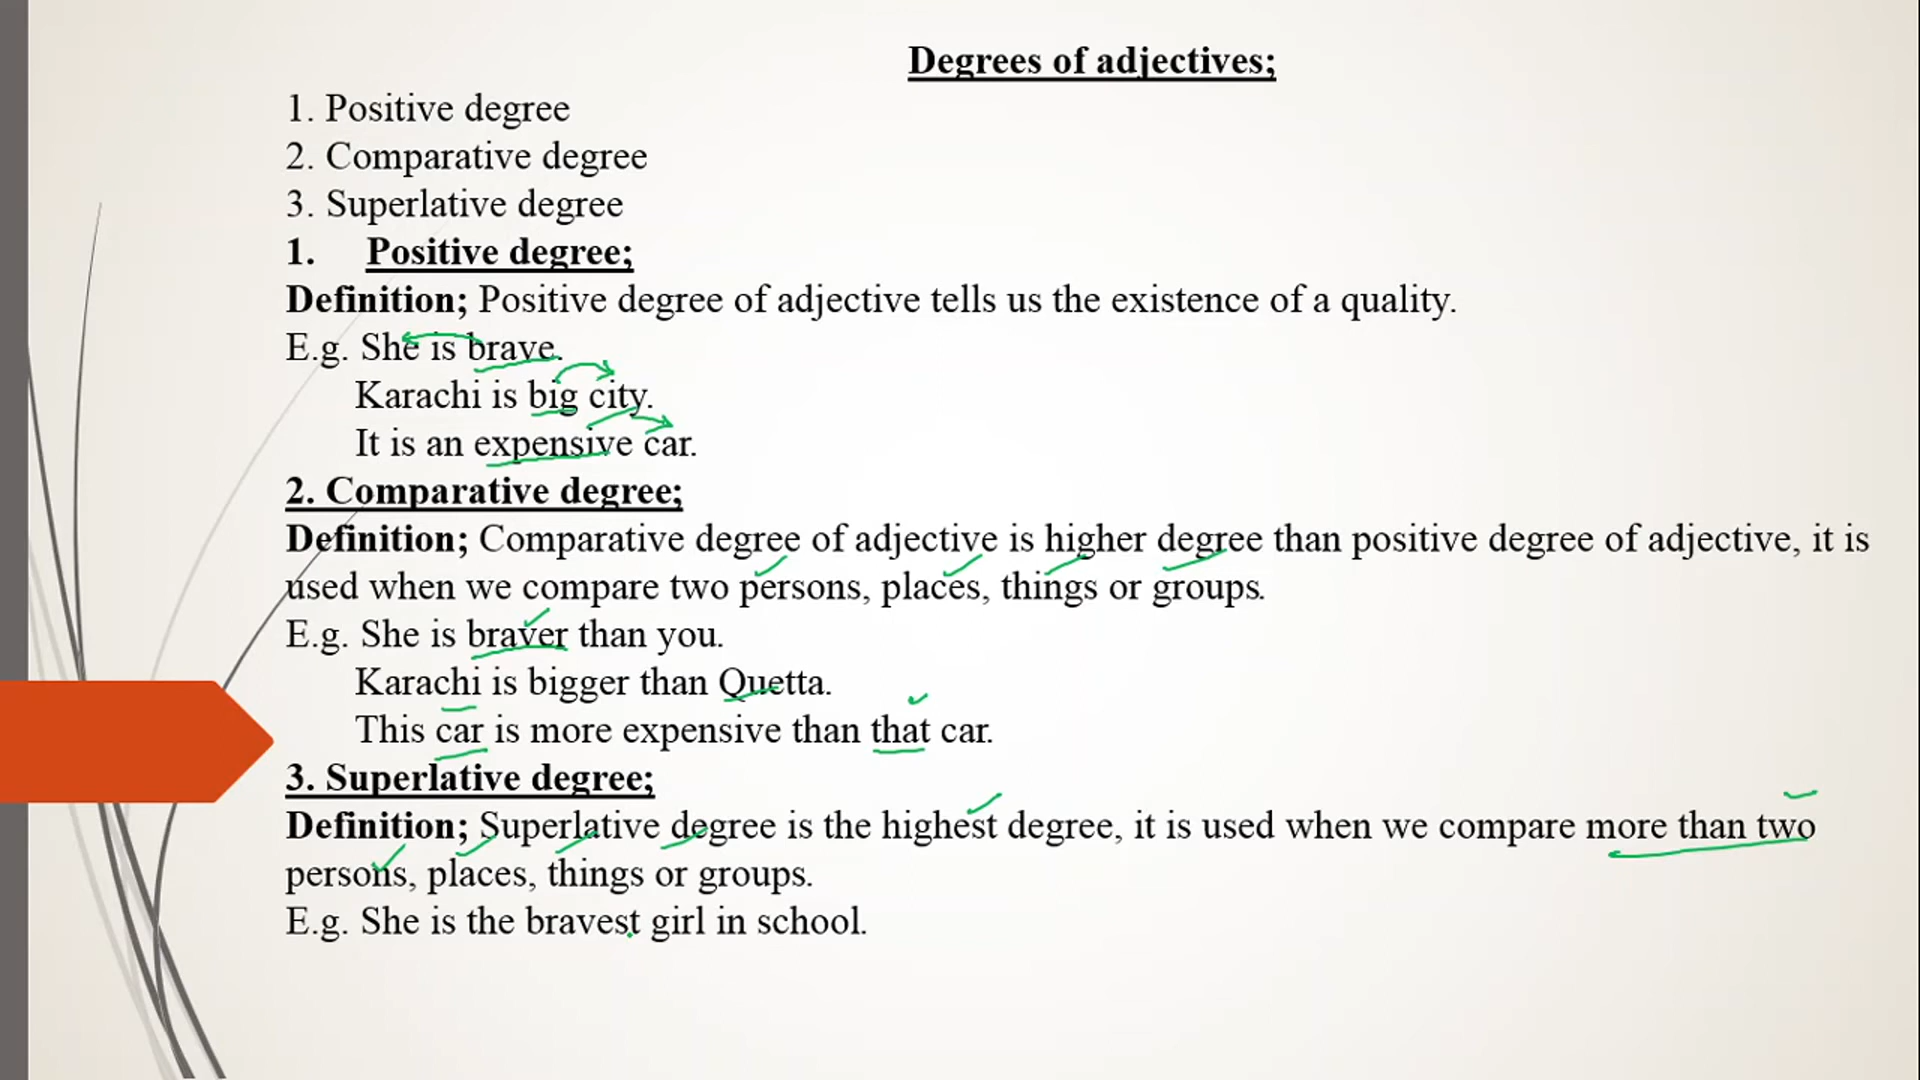 Degrees of adjectives;
1. Positive degree
2. Comparative degree
3. Superlative degree
1. Positive degree;
Definition; Positive degree of adjective tells us the existence of a quality.
E.g. She is brave.
Karachi is big city.
It is an expensive car.
2. Comparative degree;
Definition; Comparative degree of adjective is higher degree than positive degree of adjective, it is
used when we compare two persons, places, things or groups.
E.g. She is braver than you.
Karachi is bigger than Quetta.
This car is more expensive than that car.
3. Superlative degree;
Definition; Superlative degree is the highest degree, it is used when we compare more than two
persons, places, things or groups.
E.g. She is the bravest girl in school.